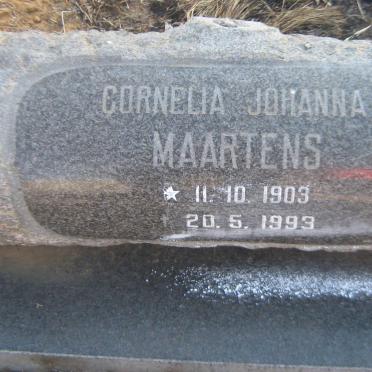 CORNELIA JOHANNA
MAARTENS
★ 11.10.1903
† 20.5.1993